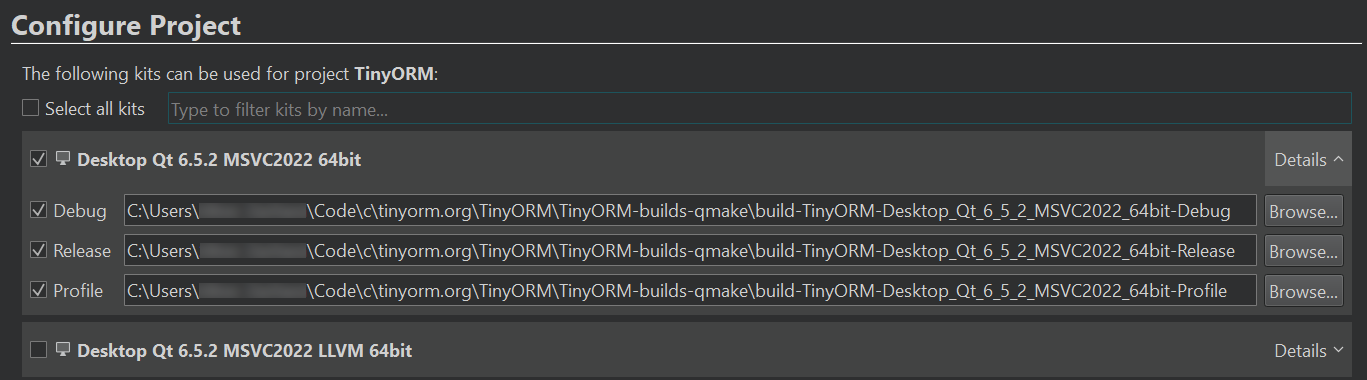 Configure Project
The following kits can be used for project TinyORM:
Select all kits Type to filter kits by name...
Desktop Qt 6.5.2 MSVC2022 64bit Details
Debug C:\Users\ \Code\c\tinyorm.org\TinyORM\TinyORM-builds-qmake\build-TinyORM-Desktop_Qt_6_5_2_MSVC2022_64bit-Debug Browse...
Release C:\Users\ \Code\c\tinyorm.org\TinyORM\TinyORM-builds-qmake\build-TinyORM-Desktop_Qt_6_5_2_MSVC2022_64bit-Release Browse...
Profile C:\Users\ \Code\c\tinyorm.org\TinyORM\TinyORM-builds-qmake\build-TinyORM-Desktop_Qt_6_5_2_MSVC2022_64bit-Profile Browse...
Desktop Qt 6.5.2 MSVC2022 LLVM 64bit Details